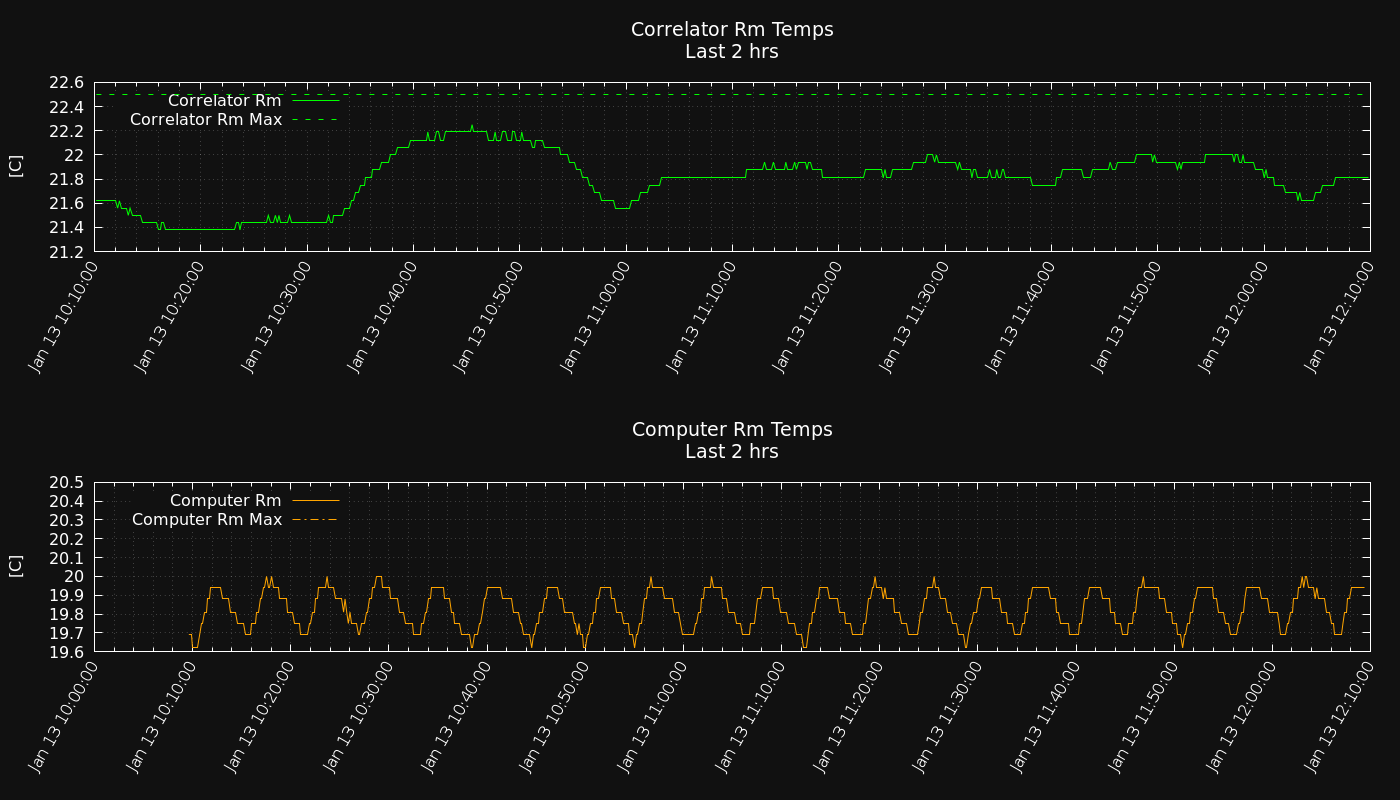 Correlator Rm Temps
Last 2 hrs
22.6
22.4
22.2
22
21.8
21.6
21.4
21.2
[C]
Correlator Rm
Correlator Rm Max
Jan 13 10:10:00
Jan 13 10:20:00
Jan 13 10:30:00
Jan 13 10:40:00
Jan 13 10:50:00
Jan 13 11:00:00
Jan 13 11:10:00
Jan 13 11:20:00
Jan 13 11:30:00
Jan 13 11:40:00
Jan 13 11:50:00
Jan 13 12:00:00
Jan 13 12:10:00
Computer Rm Temps
Last 2 hrs
20.5
20.4
20.3
20.2
20.1
20
19.9
19.8
19.7
19.6
[C]
Computer Rm
Computer Rm Max
Jan 13 10:00:00
Jan 13 10:10:00
Jan 13 10:20:00
Jan 13 10:30:00
Jan 13 10:40:00
Jan 13 10:50:00
Jan 13 11:00:00
Jan 13 11:10:00
Jan 13 11:20:00
Jan 13 11:30:00
Jan 13 11:40:00
Jan 13 11:50:00
Jan 13 12:00:00
Jan 13 12:10:00